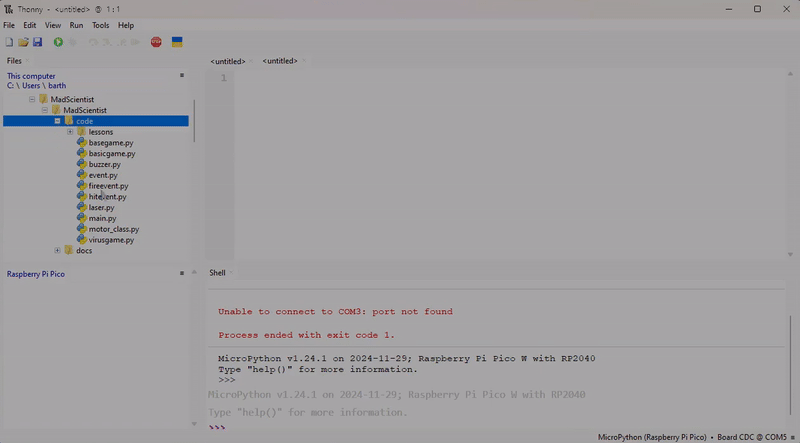 Thonny - <untitled> @ 1:1
File Edit View Run Tools Help
STOP
Files
<untitled> <untitled>
This computer
C: \ Users \ barth
MadScientist
MadScientist
code
lessons
basegame.py
basicgame.py
buzzer.py
event.py
fireevent.py
hitevent.py
laser.py
main.py
motor_class.py
virusgame.py
docs
1
Raspberry Pi Pico
Shell
Unable to connect to COM3: port not found
Process ended with exit code 1.
MicroPython v1.24.1 on 2024-11-29; Raspberry Pi Pico W with RP2040
Type "help()" for more information.
>>>
MicroPython v1.24.1 on 2024-11-29; Raspberry Pi Pico W with RP2040
Type "help()" for more information.
>>>
MicroPython (Raspberry Pi Pico) • Board CDC @ COM5 ≡